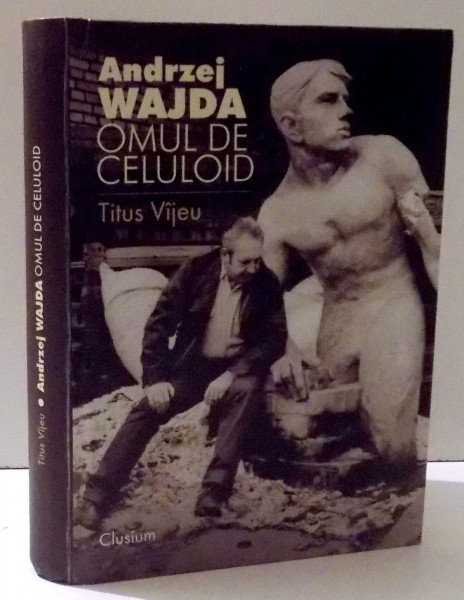 Andrzej
WAJDA
OMUL DE
CELULOID
Titus Vîjeu
Clusium
Titus Vîjeu • Andrzej WAJDA OMUL DE CELULOID